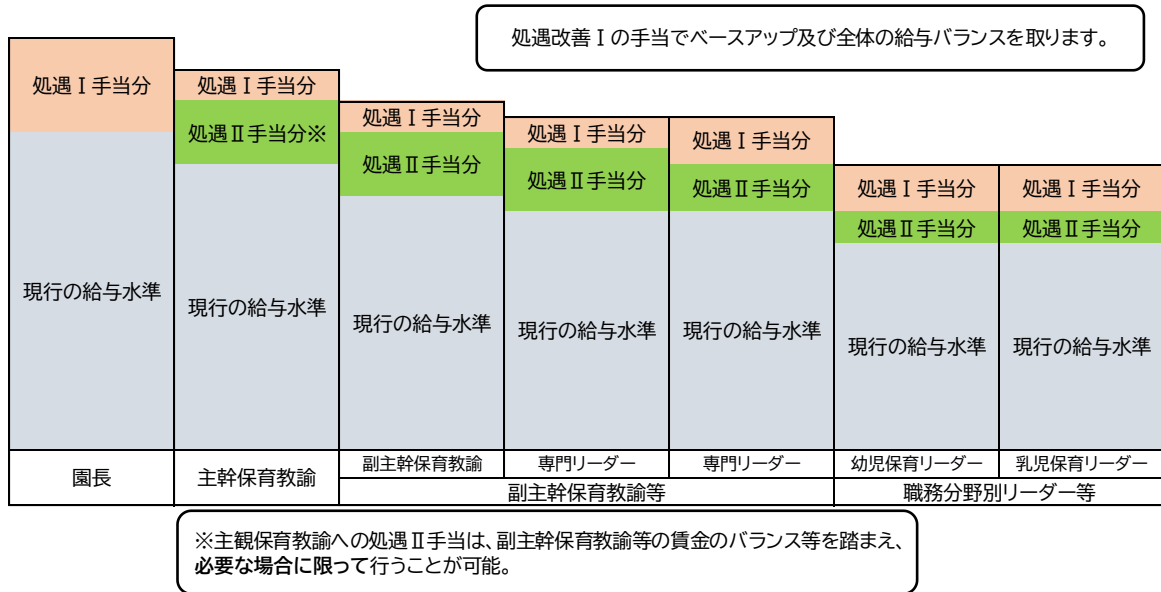 処遇改善Ⅰの手当でベースアップ及び全体の給与バランスを取ります。
処遇Ⅰ手当分
現行の給与水準
処遇Ⅰ手当分
処遇Ⅱ手当分※
現行の給与水準
処遇Ⅰ手当分
処遇Ⅱ手当分
現行の給与水準
処遇Ⅰ手当分
処遇Ⅱ手当分
現行の給与水準
処遇Ⅰ手当分
処遇Ⅱ手当分
現行の給与水準
処遇Ⅰ手当分
処遇Ⅱ手当分
現行の給与水準
処遇Ⅰ手当分
処遇Ⅱ手当分
現行の給与水準
園長
主幹保育教諭
副主幹保育教諭
専門リーダー
専門リーダー
幼児保育リーダー
乳児保育リーダー
副主幹保育教諭等
職務分野別リーダー等
※主観保育教諭への処遇Ⅱ手当は、副主幹保育教諭等の賃金のバランス等を踏まえ、
必要な場合に限って行うことが可能。